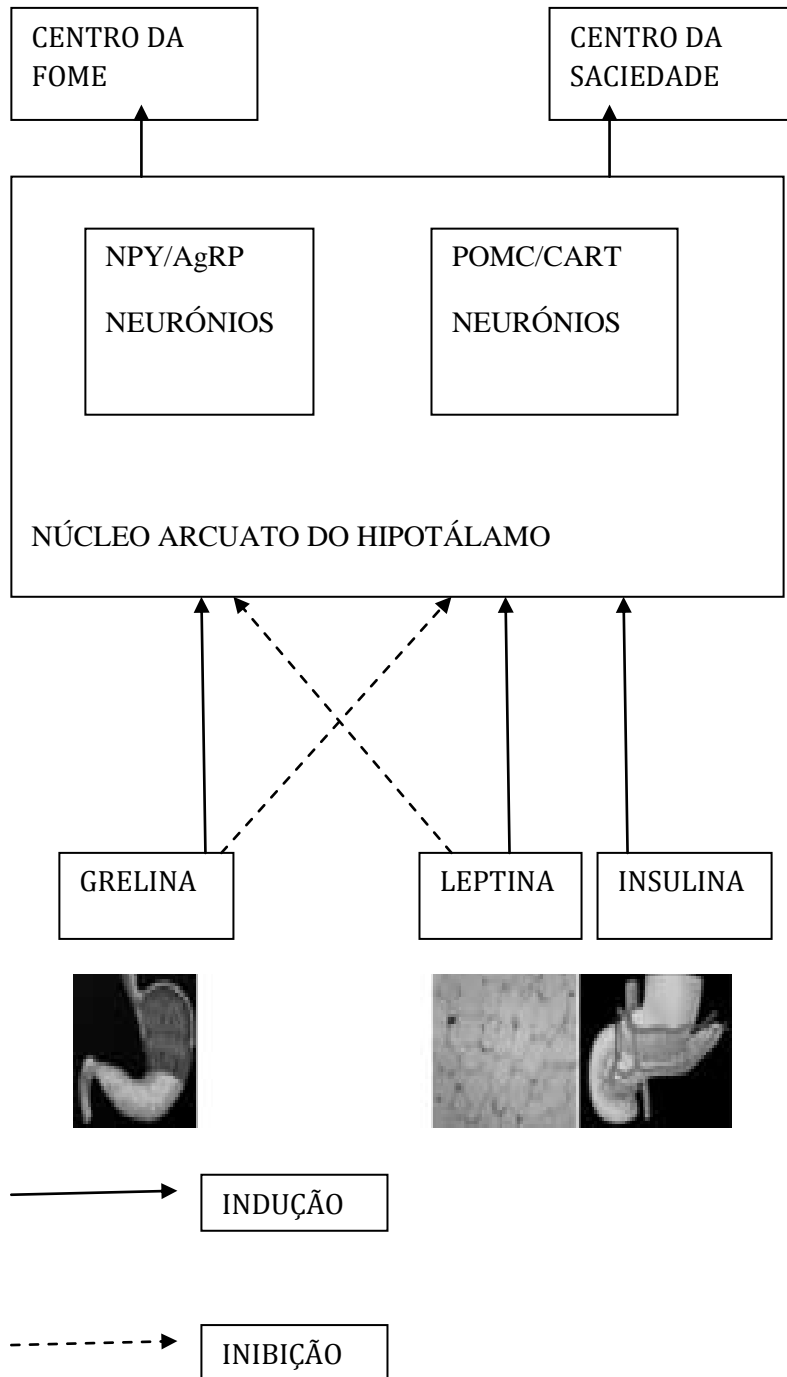 CENTRO DA
FOME
CENTRO DA
SACIEDADE
NPY/AgRP
NEURÓNIOS
POMC/CART
NEURÓNIOS
NÚCLEO ARCUATO DO HIPOTÁLAMO
GRELINA
LEPTINA
INSULINA
INDUÇÃO
INIBIÇÃO